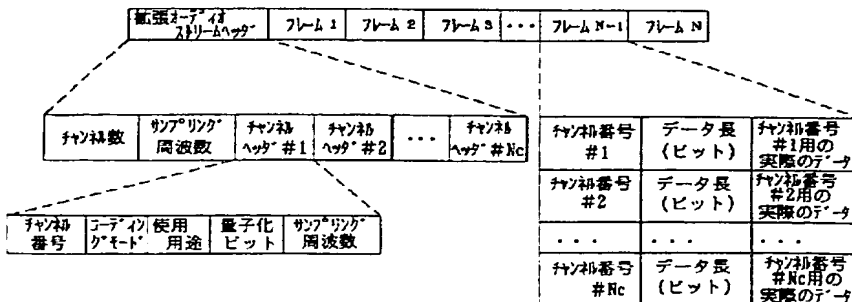 拡張オーディオ
ストリームヘッダ
フレーム 1
フレーム 2
フレーム 3
・・・
フレーム N-1
フレーム N
チャンネル数
サンプリング
周波数
チャンネル
ヘッダ #1
チャンネル
ヘッダ #2
・・・
チャンネル
ヘッダ #Nc
チャンネル
番号
コーディン
グモード
使用
用途
量子化
ビット
サンプリング
周波数
チャンネル番号
#1
データ長
(ビット)
チャンネル番号
#1用の
実際のデータ
チャンネル番号
#2
データ長
(ビット)
チャンネル番号
#2用の
実際のデータ
・・・
・・・
・・・
チャンネル番号
#Nc
データ長
(ビット)
チャンネル番号
#Nc用の
実際のデータ